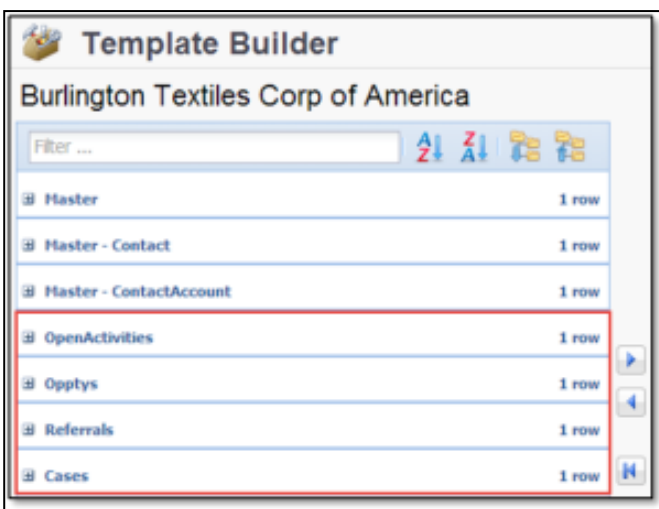 Template Builder
Burlington Textiles Corp of America
Filter ...
Master 1 row
Master - Contact 1 row
Master - ContactAccount 1 row
OpenActivities 1 row
Opptys 1 row
Referrals 1 row
Cases 1 row